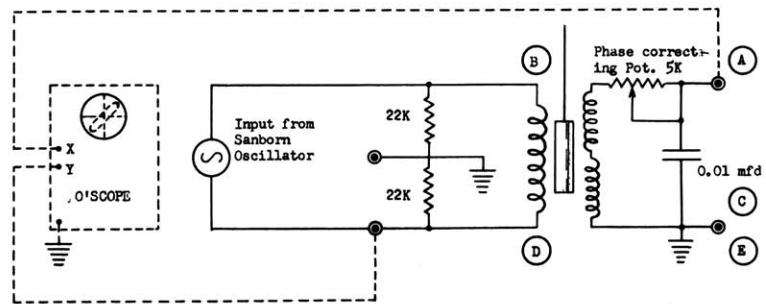 B
Phase correct-
ing Pot. 5K
A
22K
Input from
Sanborn
Oscillator
X
Y
O'SCOPE
22K
0.01 mfd
C
D
E